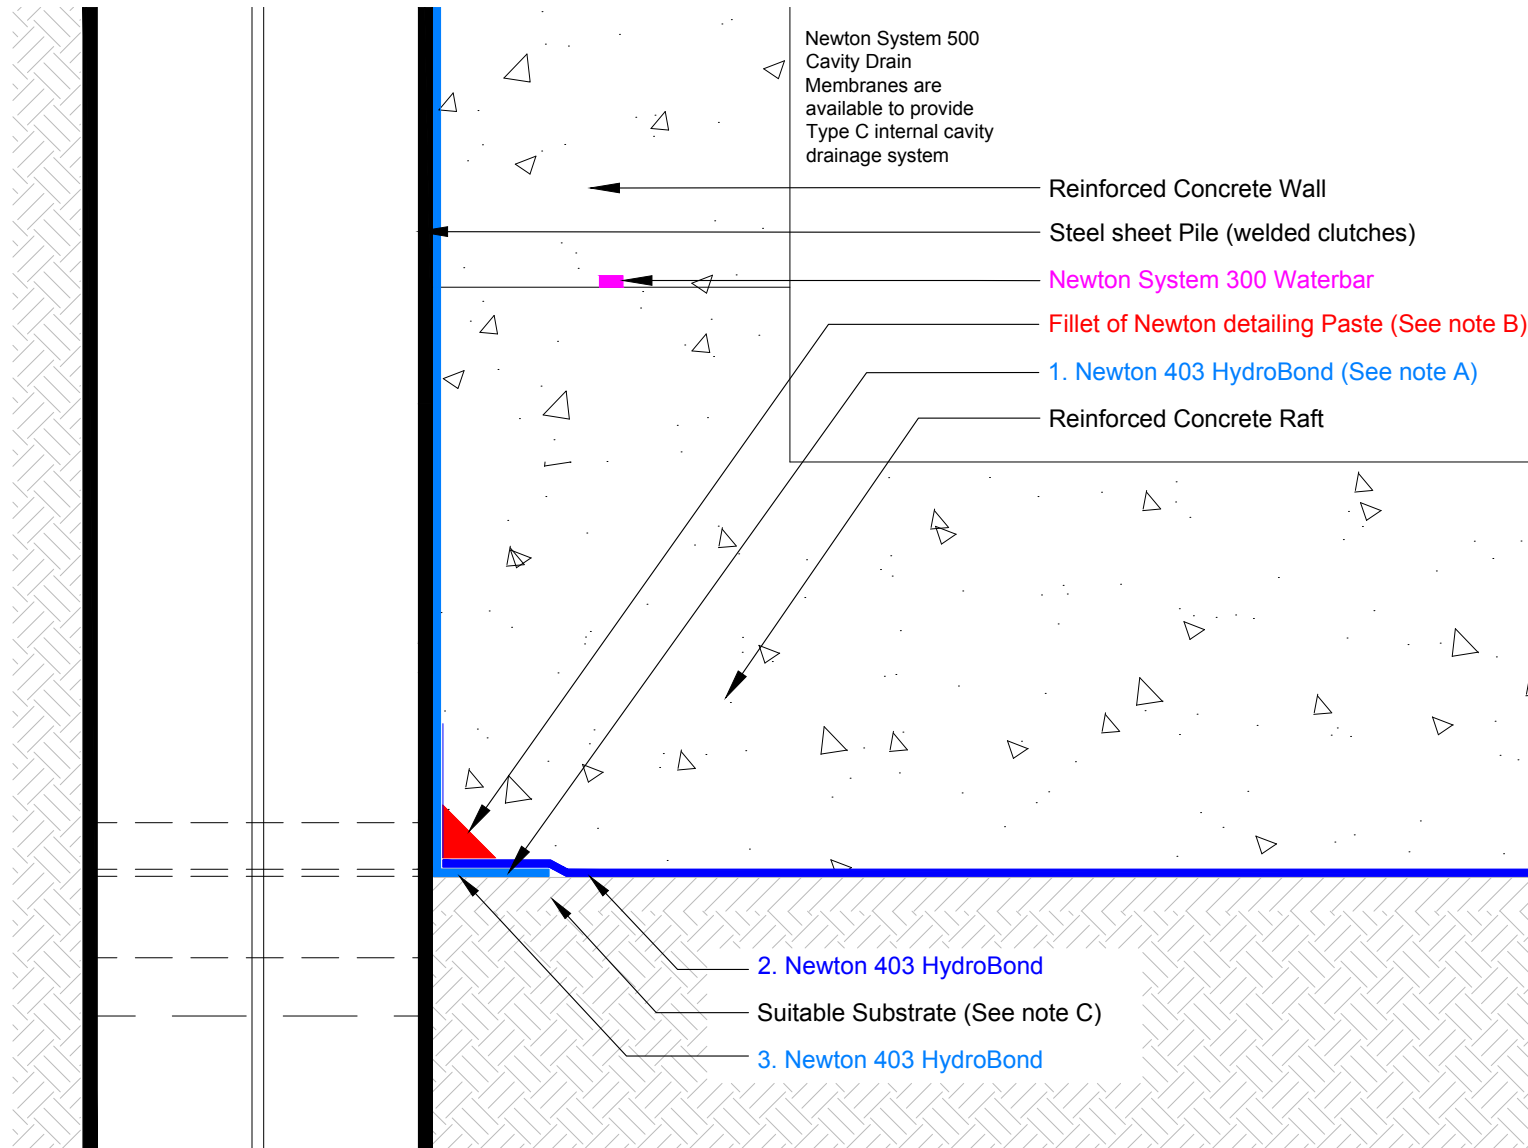 Newton System 500
Cavity Drain
Membranes are
available to provide
Type C internal cavity
drainage system
Reinforced Concrete Wall
Steel sheet Pile (welded clutches)
Newton System 300 Waterbar
Fillet of Newton detailing Paste (See note B)
1. Newton 403 HydroBond (See note A)
Reinforced Concrete Raft
2. Newton 403 HydroBond
Suitable Substrate (See note C)
3. Newton 403 HydroBond